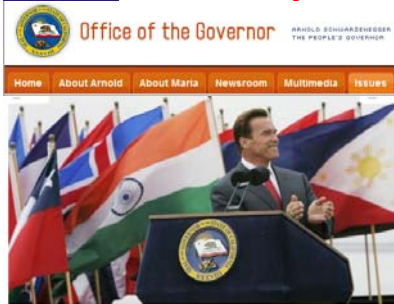 Office of the Governor
ARNOLD SCHWARZENEGGER
THE PEOPLE'S GOVERNOR
Home About Arnold About Maria Newsroom Multimedia Issues